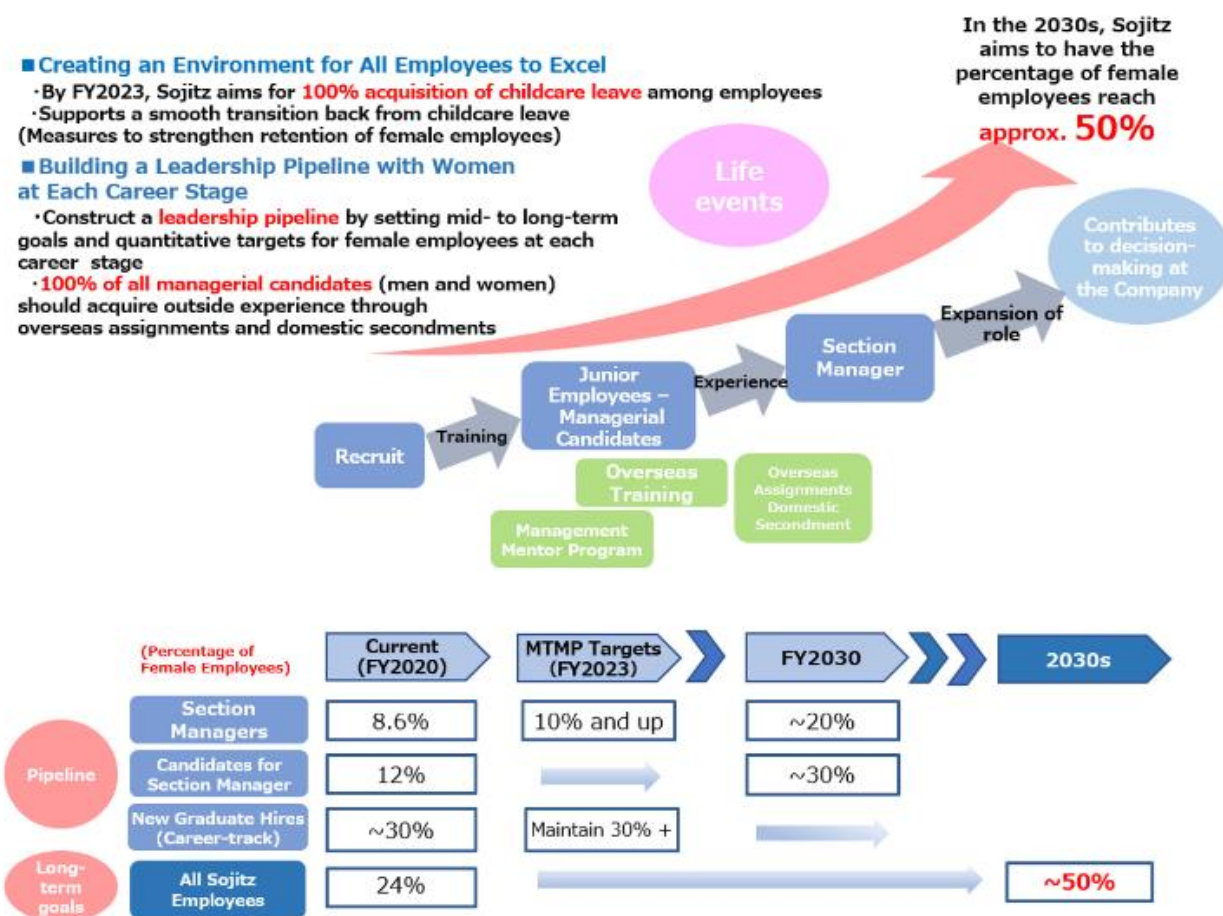 ■Creating an Environment for All Employees to Excel
・By FY2023, Sojitz aims for 100% acquisition of childcare leave among employees
・Supports a smooth transition back from childcare leave
(Measures to strengthen retention of female employees)
■Building a Leadership Pipeline with Women
at Each Career Stage
・Construct a leadership pipeline by setting mid- to long-term
goals and quantitative targets for female employees at each
career stage
・100% of all managerial candidates (men and women)
should acquire outside experience through
overseas assignments and domestic secondments
In the 2030s, Sojitz
aims to have the
percentage of female
employees reach
approx. 50%
Life
events
Contributes
to decision-
making at
the Company
Expansion of
role
Section
Manager
Experience
Junior
Employees –
Managerial
Candidates
Training
Recruit
Overseas
Training
Overseas
Assignments
Domestic
Secondment
Management
Mentor Program
(Percentage of
Female Employees)
Current
(FY2020)
MTMP Targets
(FY2023)
FY2030
2030s
Pipeline
Section
Managers
8.6%
10% and up
~20%
Candidates for
Section Manager
12%
~30%
New Graduate Hires
(Career-track)
~30%
Maintain 30% +
Long-
term
goals
All Sojitz
Employees
24%
~50%